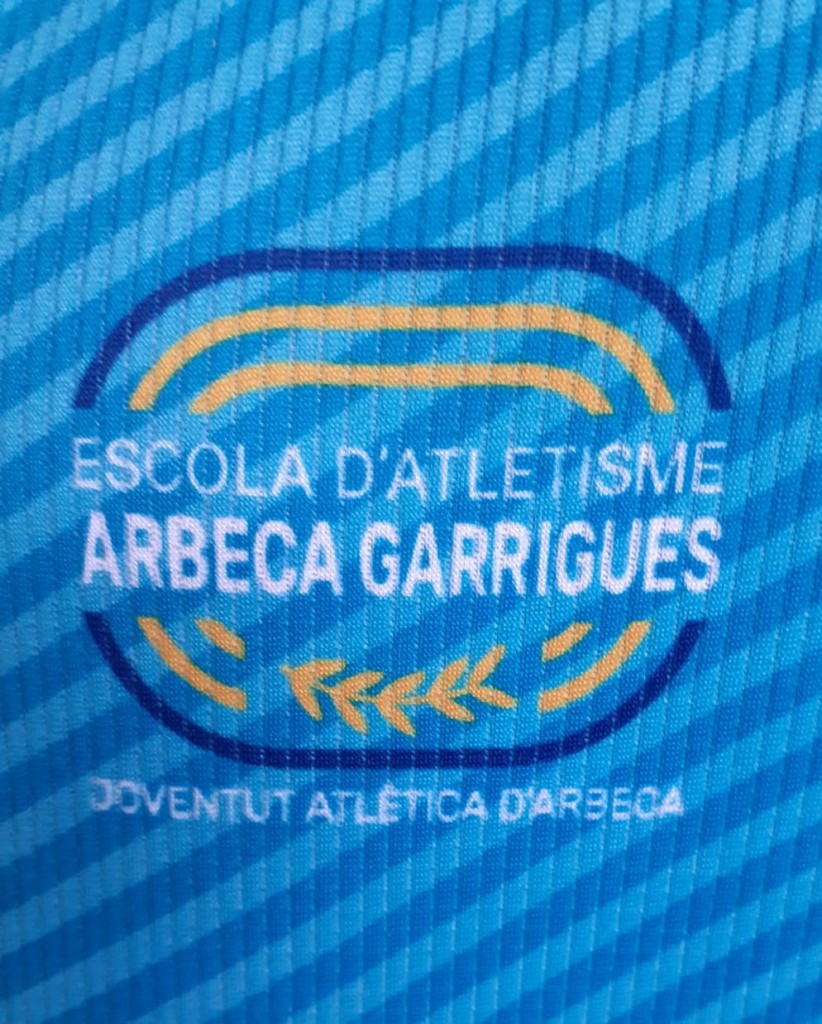 ESCOLA D'ATLETISME
ARBECA GARRIGUES
JOVENTUT ATLÈTICA D'ARBECA